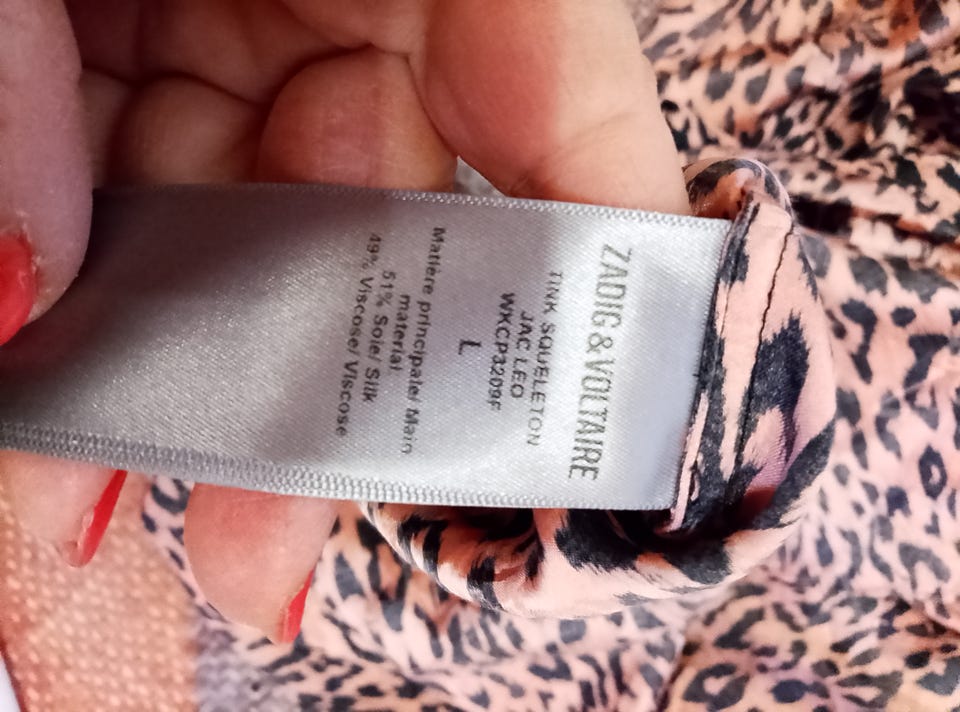 ZADIG & VOLTAIRE
TINK SQUELETON
JAC LEO
WKCP3209F
L
Matière principale/ Main
material
51% Soie/ Silk
49% Viscose/ Viscose